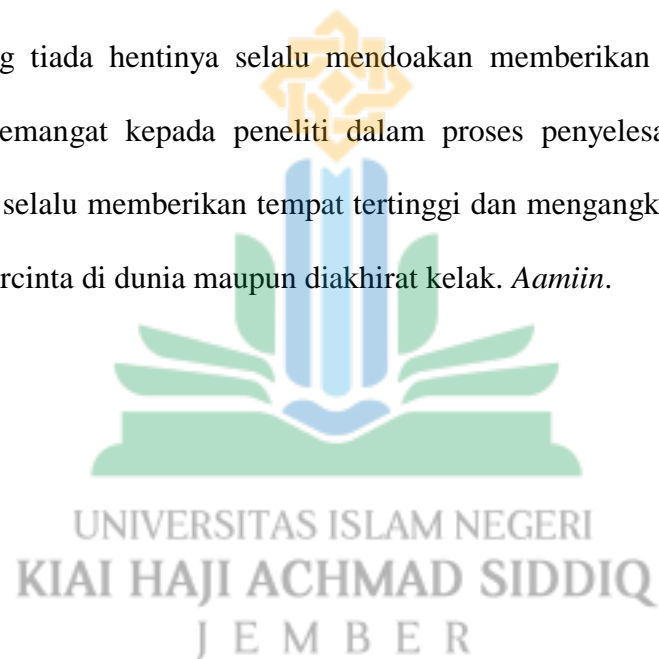 g tiada hentinya selalu mendoakan memberikan
emangat kepada peneliti dalam proses penyelesa
selalu memberikan tempat tertinggi dan mengangk
rcinta di dunia maupun diakhirat kelak. Aamiin.
UNIVERSITAS ISLAM NEGERI
KIAI HAJI ACHMAD SIDDIQ
JEMBER